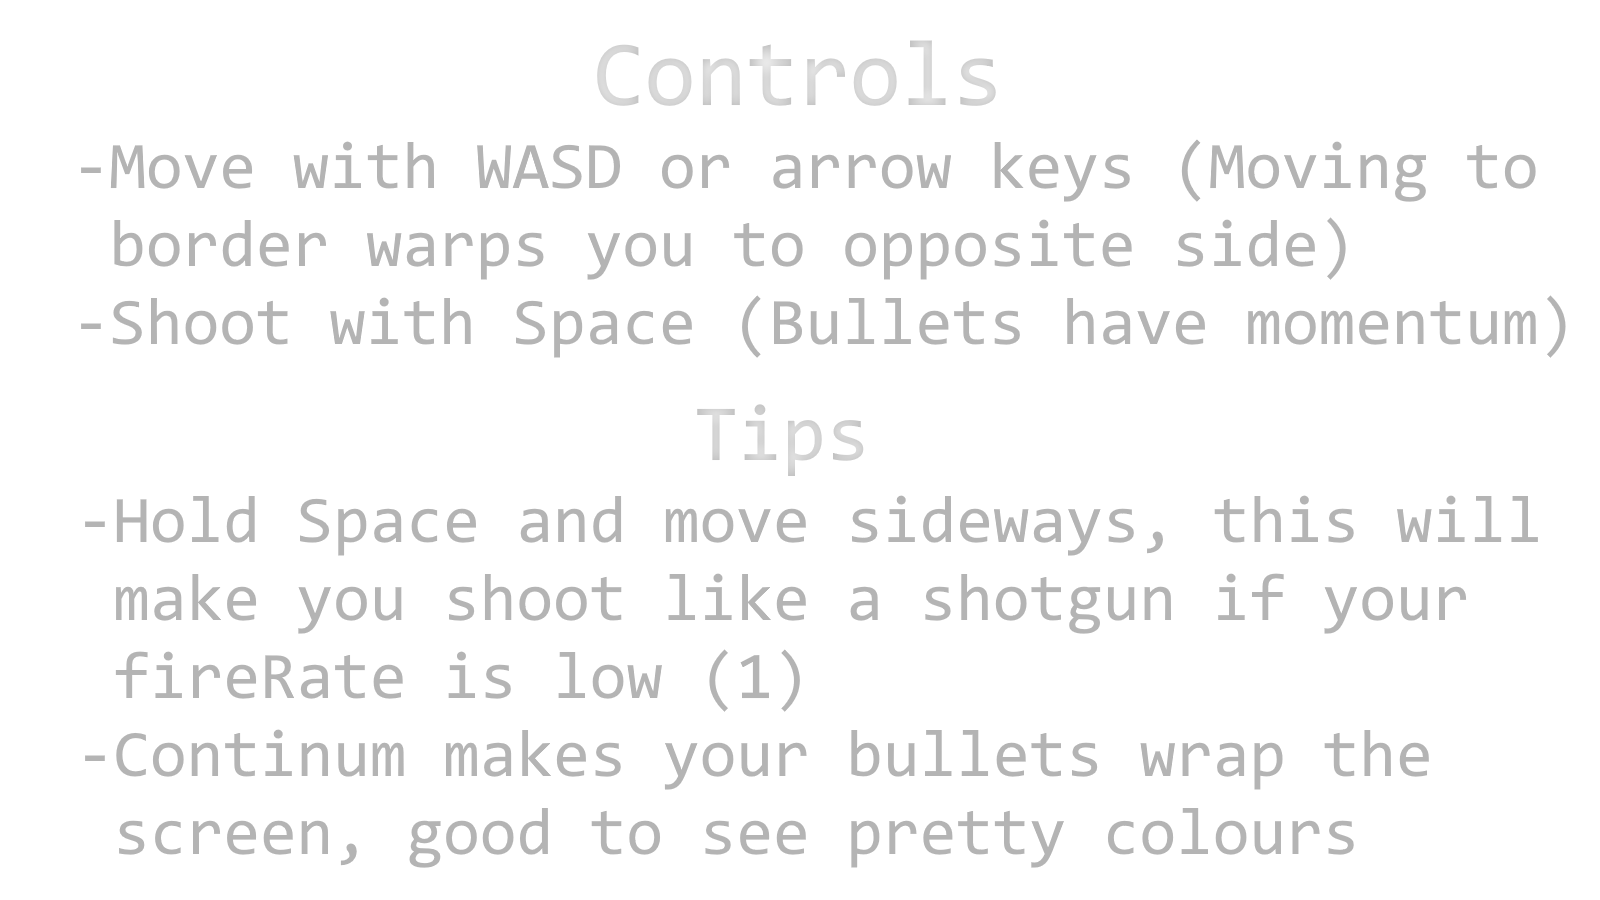 Controls
-Move with WASD or arrow keys (Moving to
border warps you to opposite side)
-Shoot with Space (Bullets have momentum)
Tips
-Hold Space and move sideways, this will
make you shoot like a shotgun if your
fireRate is low (1)
-Continum makes your bullets wrap the
screen, good to see pretty colours